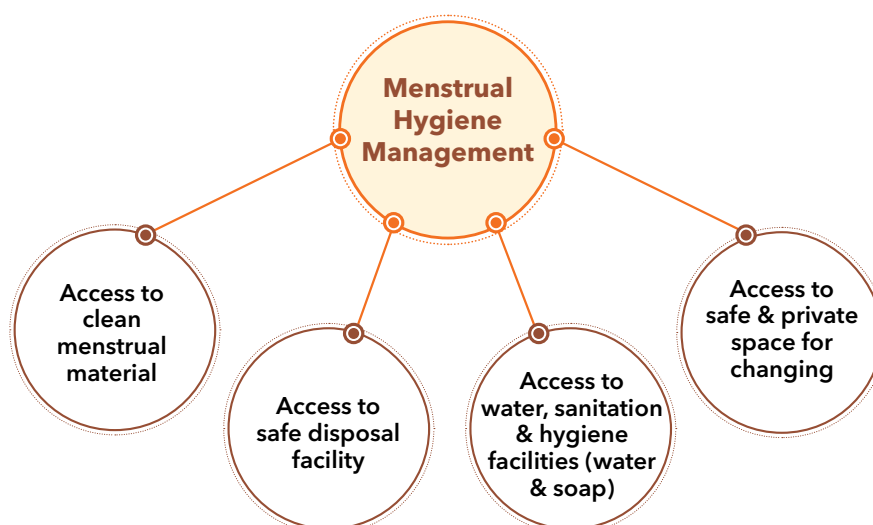 Menstrual
Hygiene
Management
Access to
clean
menstrual
material
Access to
safe disposal
facility
Access to
water, sanitation
& hygiene
facilities (water
& soap)
Access to
safe & private
space for
changing